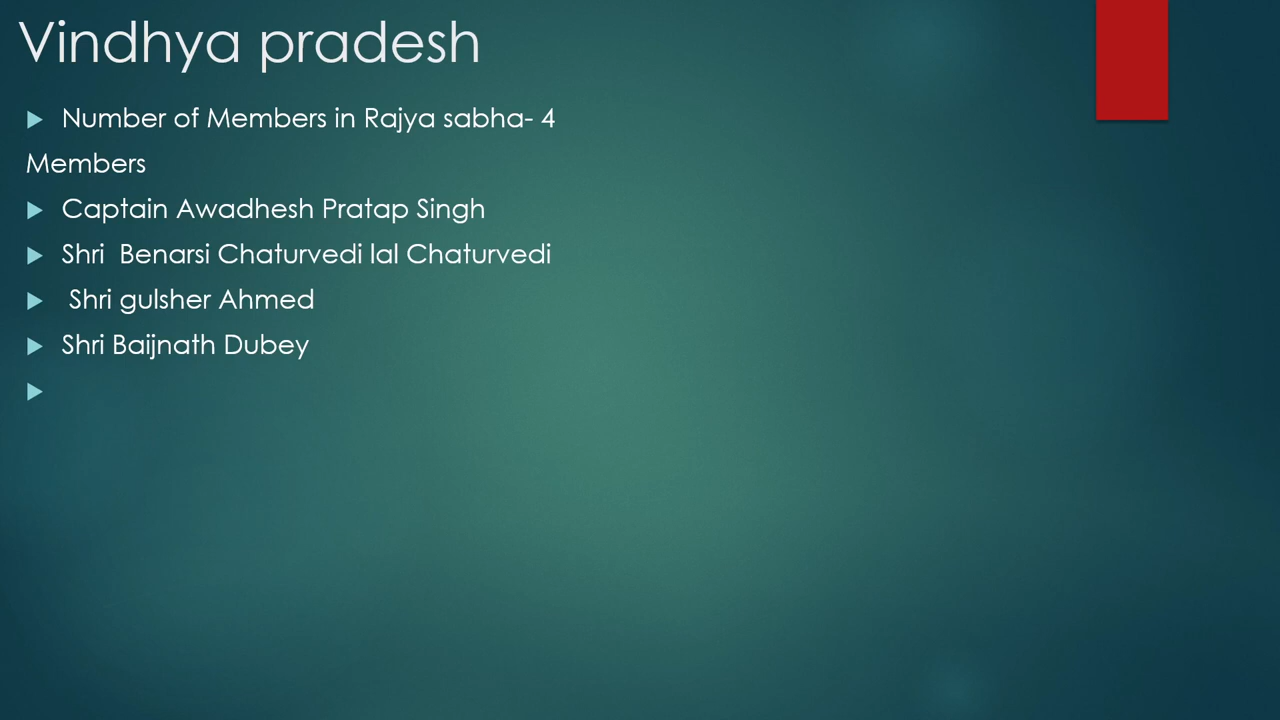 Vindhya pradesh
Number of Members in Rajya sabha- 4
Members
Captain Awadhesh Pratap Singh
Shri  Benarsi Chaturvedi lal Chaturvedi
Shri gulsher Ahmed
Shri Baijnath Dubey